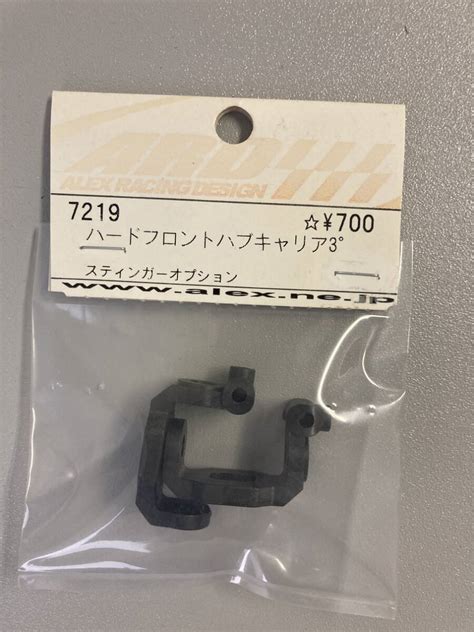 ARD
ALEX RACING DESIGN
7219 ☆¥700
ハードフロントハブキャリア3°
スティンガーオプション
www.alex.ne.jp